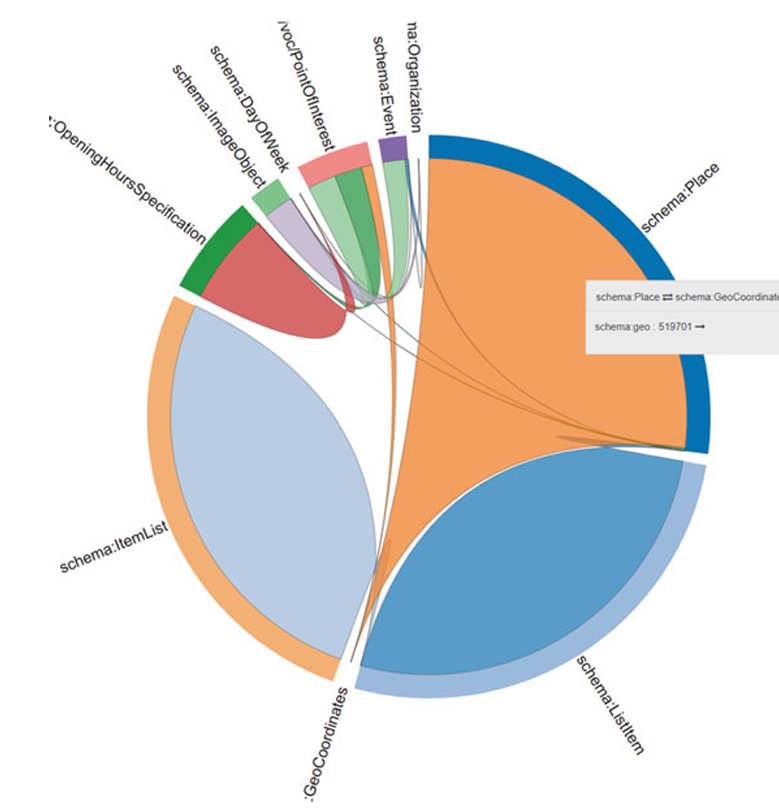 na:Organization
schema:Event
/voc/PointOfInterest
schema:DayOfWeek
schema:ImageObject
:OpeningHoursSpecification
schema:Place
schema:Place ⇄ schema:GeoCoordinate
schema:geo : 519701 →
schema:ItemList
schema:ListItem
:GeoCoordinates